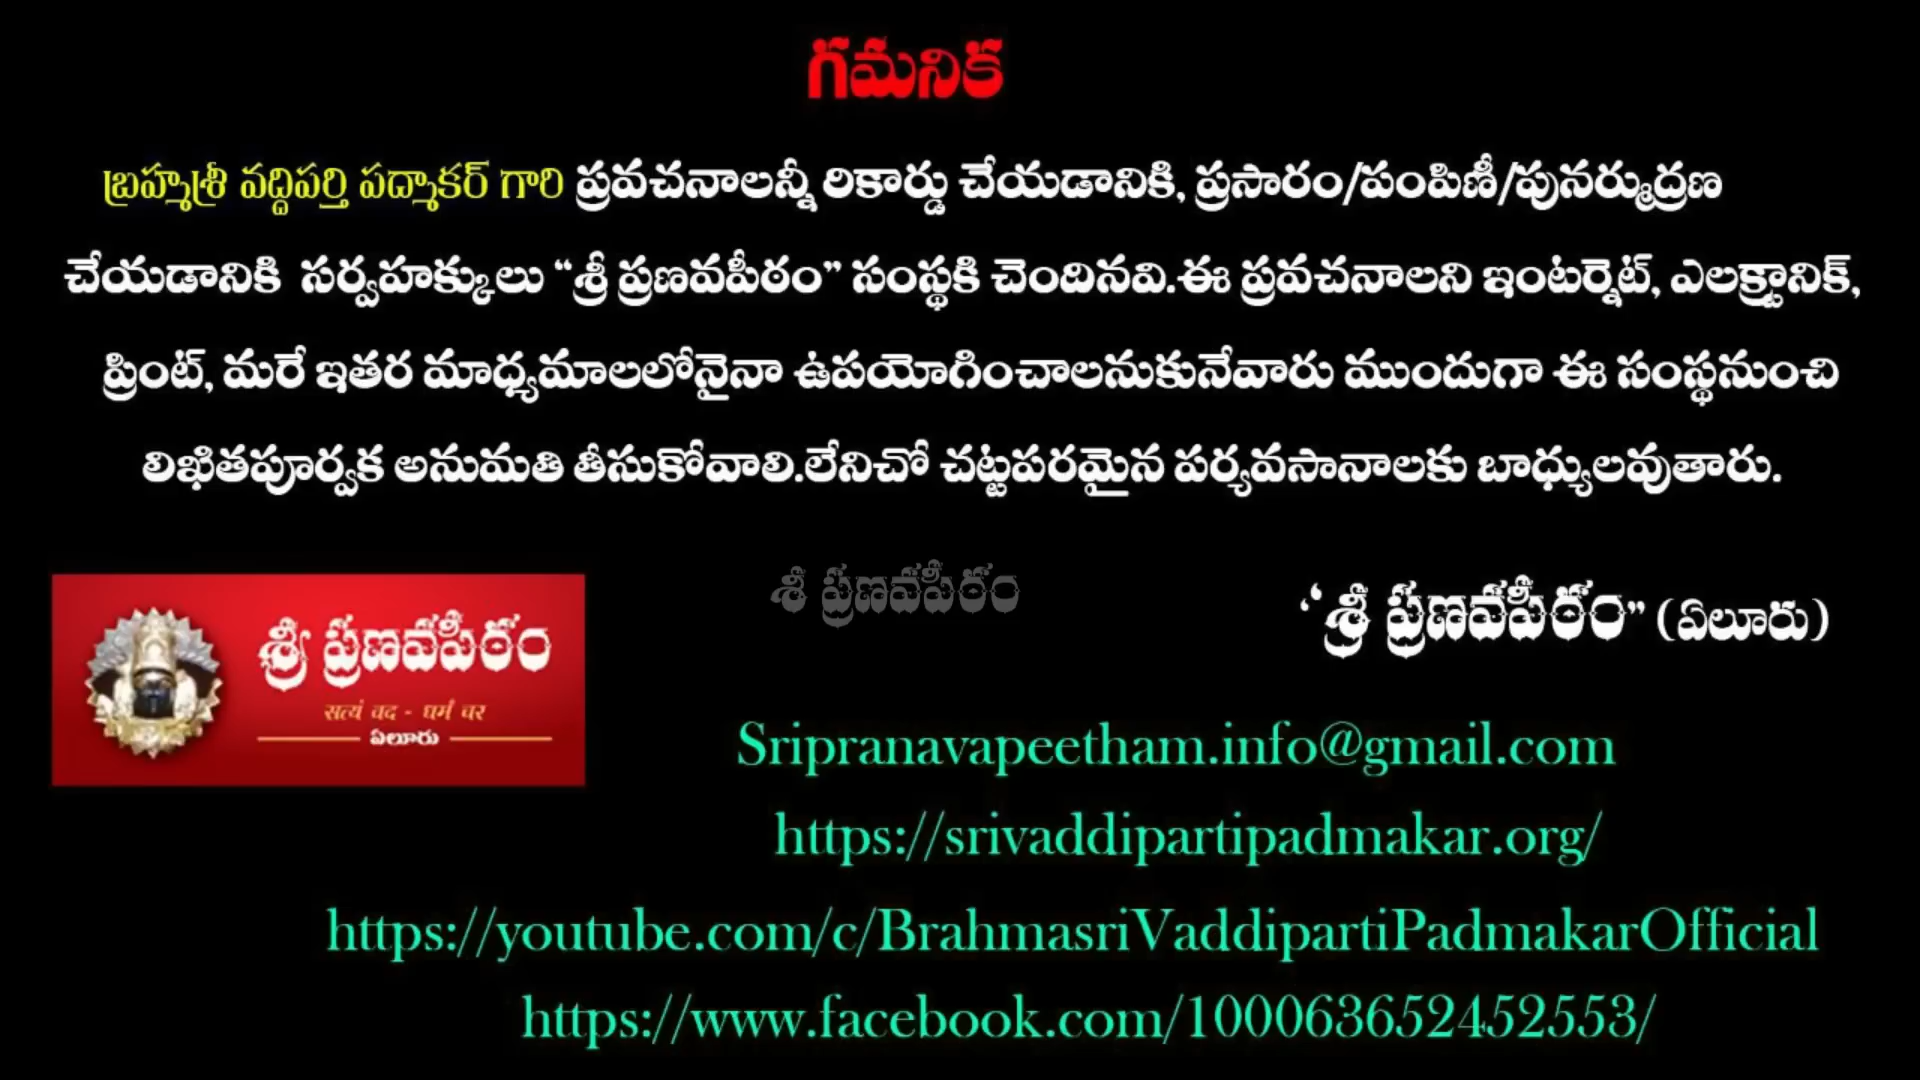 గమనిక
బ్రహ్మశ్రీ వద్దిపర్తి పద్మాకర్ గారి ప్రవచనాలన్నీ రికార్డు చేయడానికి, ప్రసారం/పంపిణీ/పునర్ముద్రణ
చేయడానికి సర్వహక్కులు “శ్రీ ప్రణవపీఠం” సంస్థకి చెందినవి.ఈ ప్రవచనాలని ఇంటర్నెట్, ఎలక్ట్రానిక్,
ప్రింట్, మరే ఇతర మాధ్యమాలలోనైనా ఉపయోగించాలనుకునేవారు ముందుగా ఈ సంస్థనుంచి
లిఖితపూర్వక అనుమతి తీసుకోవాలి.లేనిచో చట్టపరమైన పర్యవసానాలకు బాధ్యులవుతారు.
శ్రీ ప్రణవపీఠం
“శ్రీ ప్రణవపీఠం” (ఏలూరు)
శ్రీ ప్రణవపీఠం
सत्यं वद - धर्मं चर
ఏలూరు
Sripranavapeetham.info@gmail.com
https://srivaddipartipadmakar.org/
https://youtube.com/c/BrahmasriVaddipartiPadmakarOfficial
https://www.facebook.com/100063652452553/